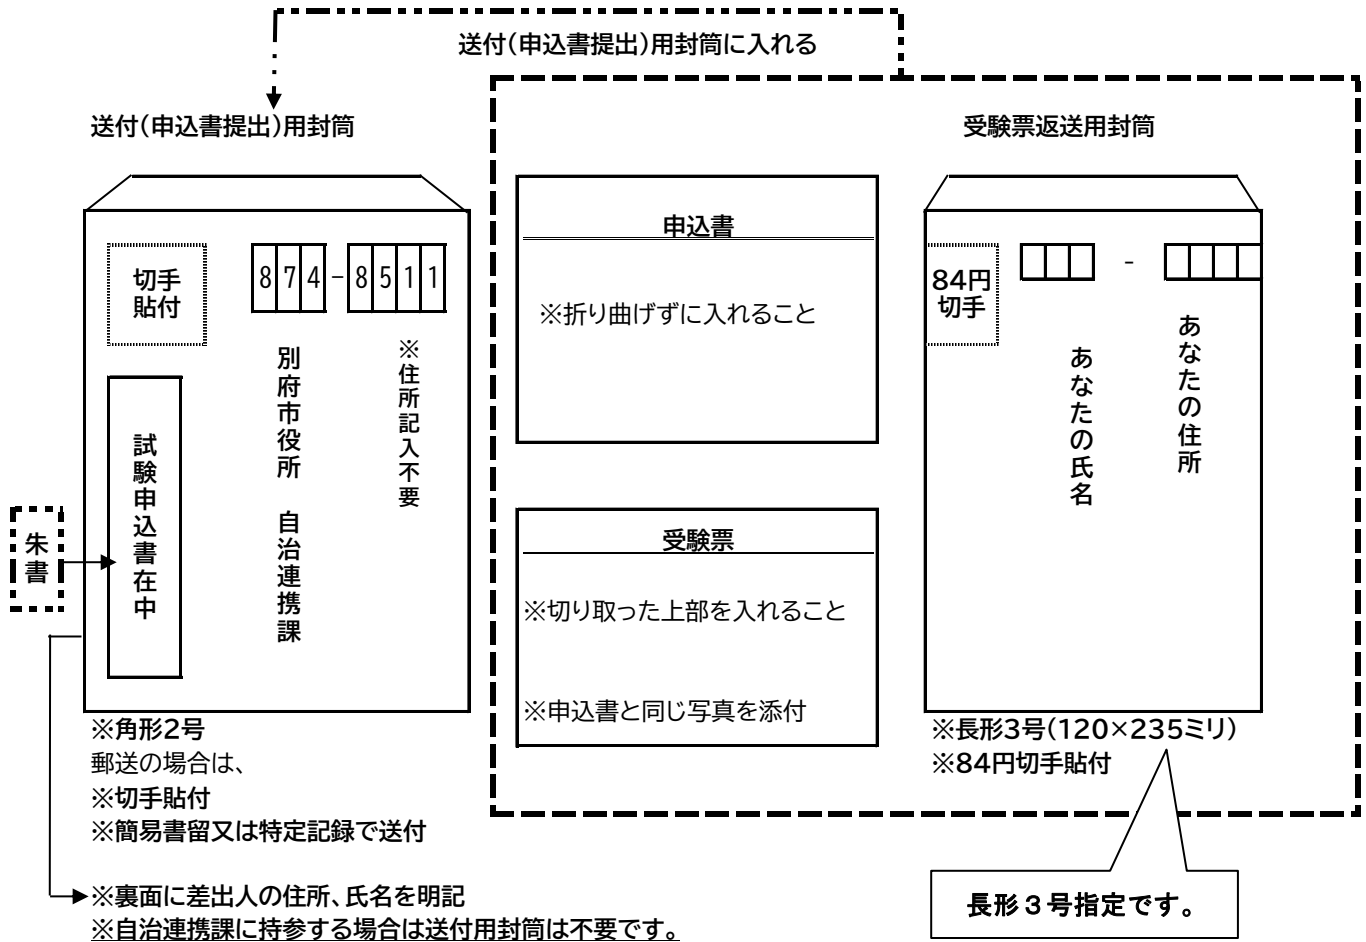 送付(申込書提出)用封筒に入れる
送付(申込書提出)用封筒
切手
貼付
874-8511
※住所記入不要
別府市役所　自治連携課
試験申込書在中
朱書
※角形2号
郵送の場合は、
※切手貼付
※簡易書留又は特定記録で送付
※裏面に差出人の住所、氏名を明記
※自治連携課に持参する場合は送付用封筒は不要です。
申込書
※折り曲げずに入れること
受験票
※切り取った上部を入れること
※申込書と同じ写真を添付
受験票返送用封筒
84円
切手
-
あなたの住所
あなたの氏名
※長形3号(120×235ミリ)
※84円切手貼付
長形３号指定です。